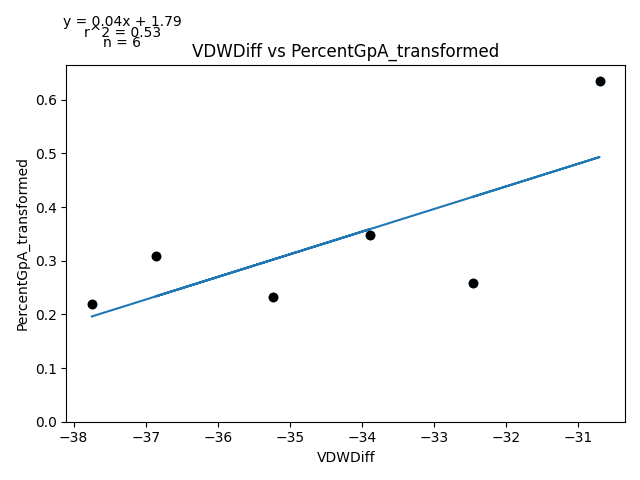 y = 0.04x + 1.79
r^2 = 0.53
n = 6
VDWDiff vs PercentGpA_transformed
0.6
0.5
0.4
0.3
0.2
0.1
0.0
PercentGpA_transformed
−38 −37 −36 −35 −34 −33 −32 −31
VDWDiff